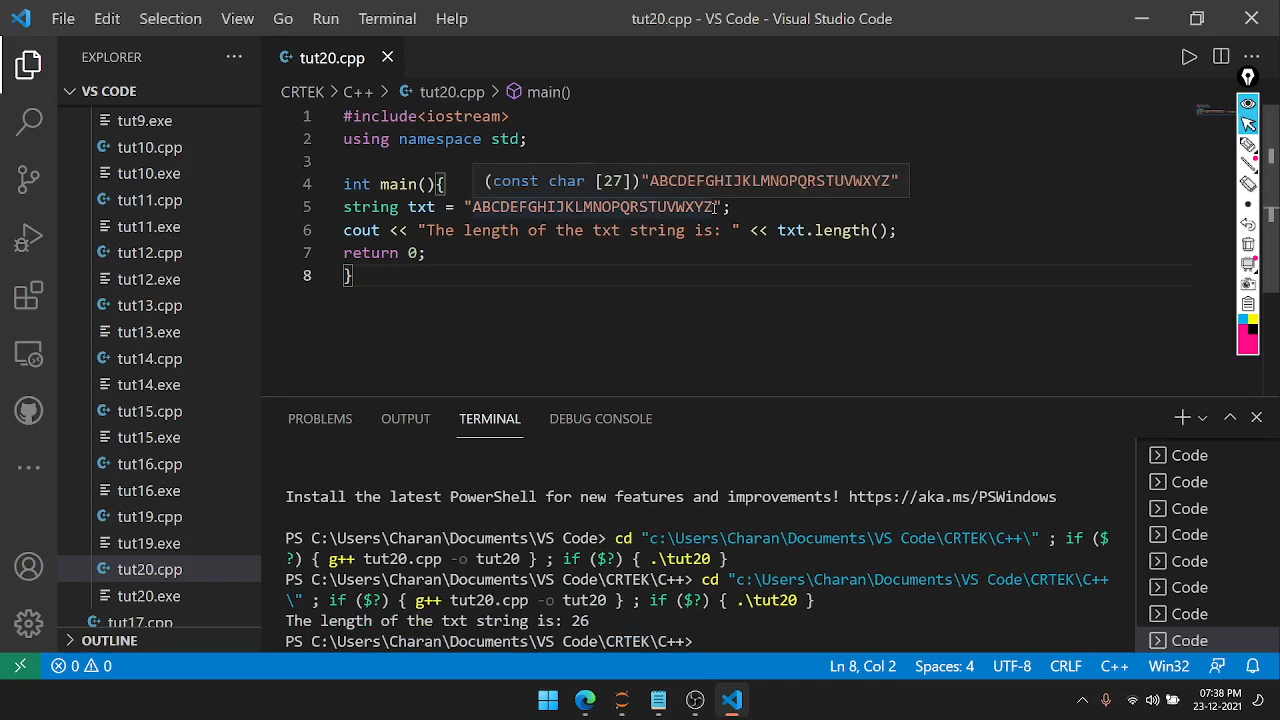 File Edit Selection View Go Run Terminal Help tut20.cpp - VS Code - Visual Studio Code
EXPLORER
VS CODE
tut9.exe
tut10.cpp
tut10.exe
tut11.cpp
tut11.exe
tut12.cpp
tut12.exe
tut13.cpp
tut13.exe
tut14.cpp
tut14.exe
tut15.cpp
tut15.exe
tut16.cpp
tut16.exe
tut19.cpp
tut19.exe
tut20.cpp
tut20.exe
tut17.cpp
OUTLINE
tut20.cpp
CRTEK > C++ > tut20.cpp > main()
1 #include<iostream>
2 using namespace std;
3
(const char [27])"ABCDEFGHIJKLMNOPQRSTUVWXYZ"
4 int main(){
5 string txt = "ABCDEFGHIJKLMNOPQRSTUVWXYZ";
6 cout << "The length of the txt string is: " << txt.length();
7 return 0;
8 }
PROBLEMS OUTPUT TERMINAL DEBUG CONSOLE
Install the latest PowerShell for new features and improvements! https://aka.ms/PSWindows
PS C:\Users\Charan\Documents\VS Code> cd "c:\Users\Charan\Documents\VS Code\CRTEK\C++\" ; if ($
?) { g++ tut20.cpp -o tut20 } ; if ($?) { .\tut20 }
PS C:\Users\Charan\Documents\VS Code\CRTEK\C++> cd "c:\Users\Charan\Documents\VS Code\CRTEK\C++
\" ; if ($?) { g++ tut20.cpp -o tut20 } ; if ($?) { .\tut20 }
The length of the txt string is: 26
PS C:\Users\Charan\Documents\VS Code\CRTEK\C++>
Code
Code
Code
Code
Code
Code
Code
Code
0 0 Ln 8, Col 2 Spaces: 4 UTF-8 CRLF C++ Win32
07:38 PM
23-12-2021